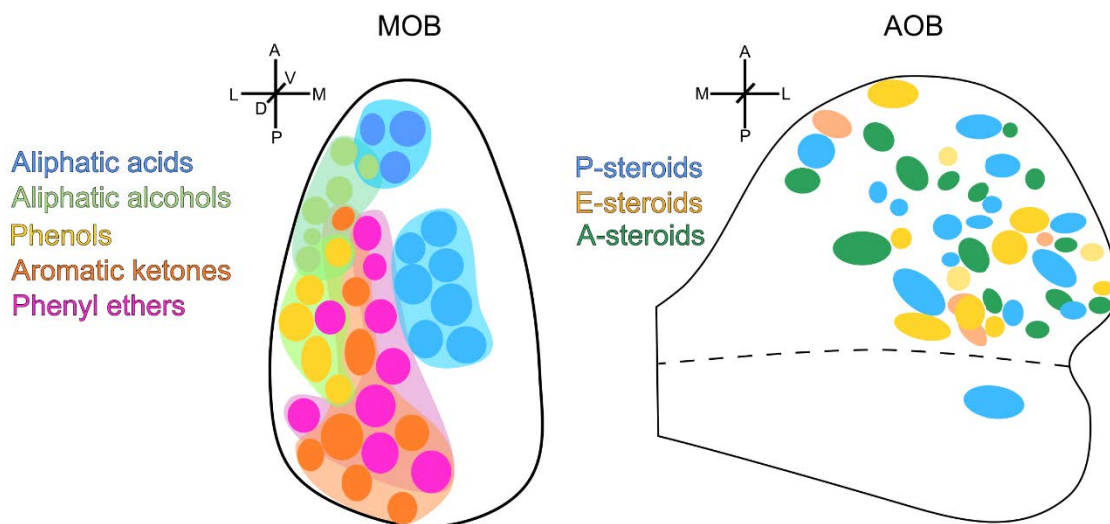 MOB
A
V
L
M
D
P
Aliphatic acids
Aliphatic alcohols
Phenols
Aromatic ketones
Phenyl ethers
AOB
A
M
L
P
P-steroids
E-steroids
A-steroids